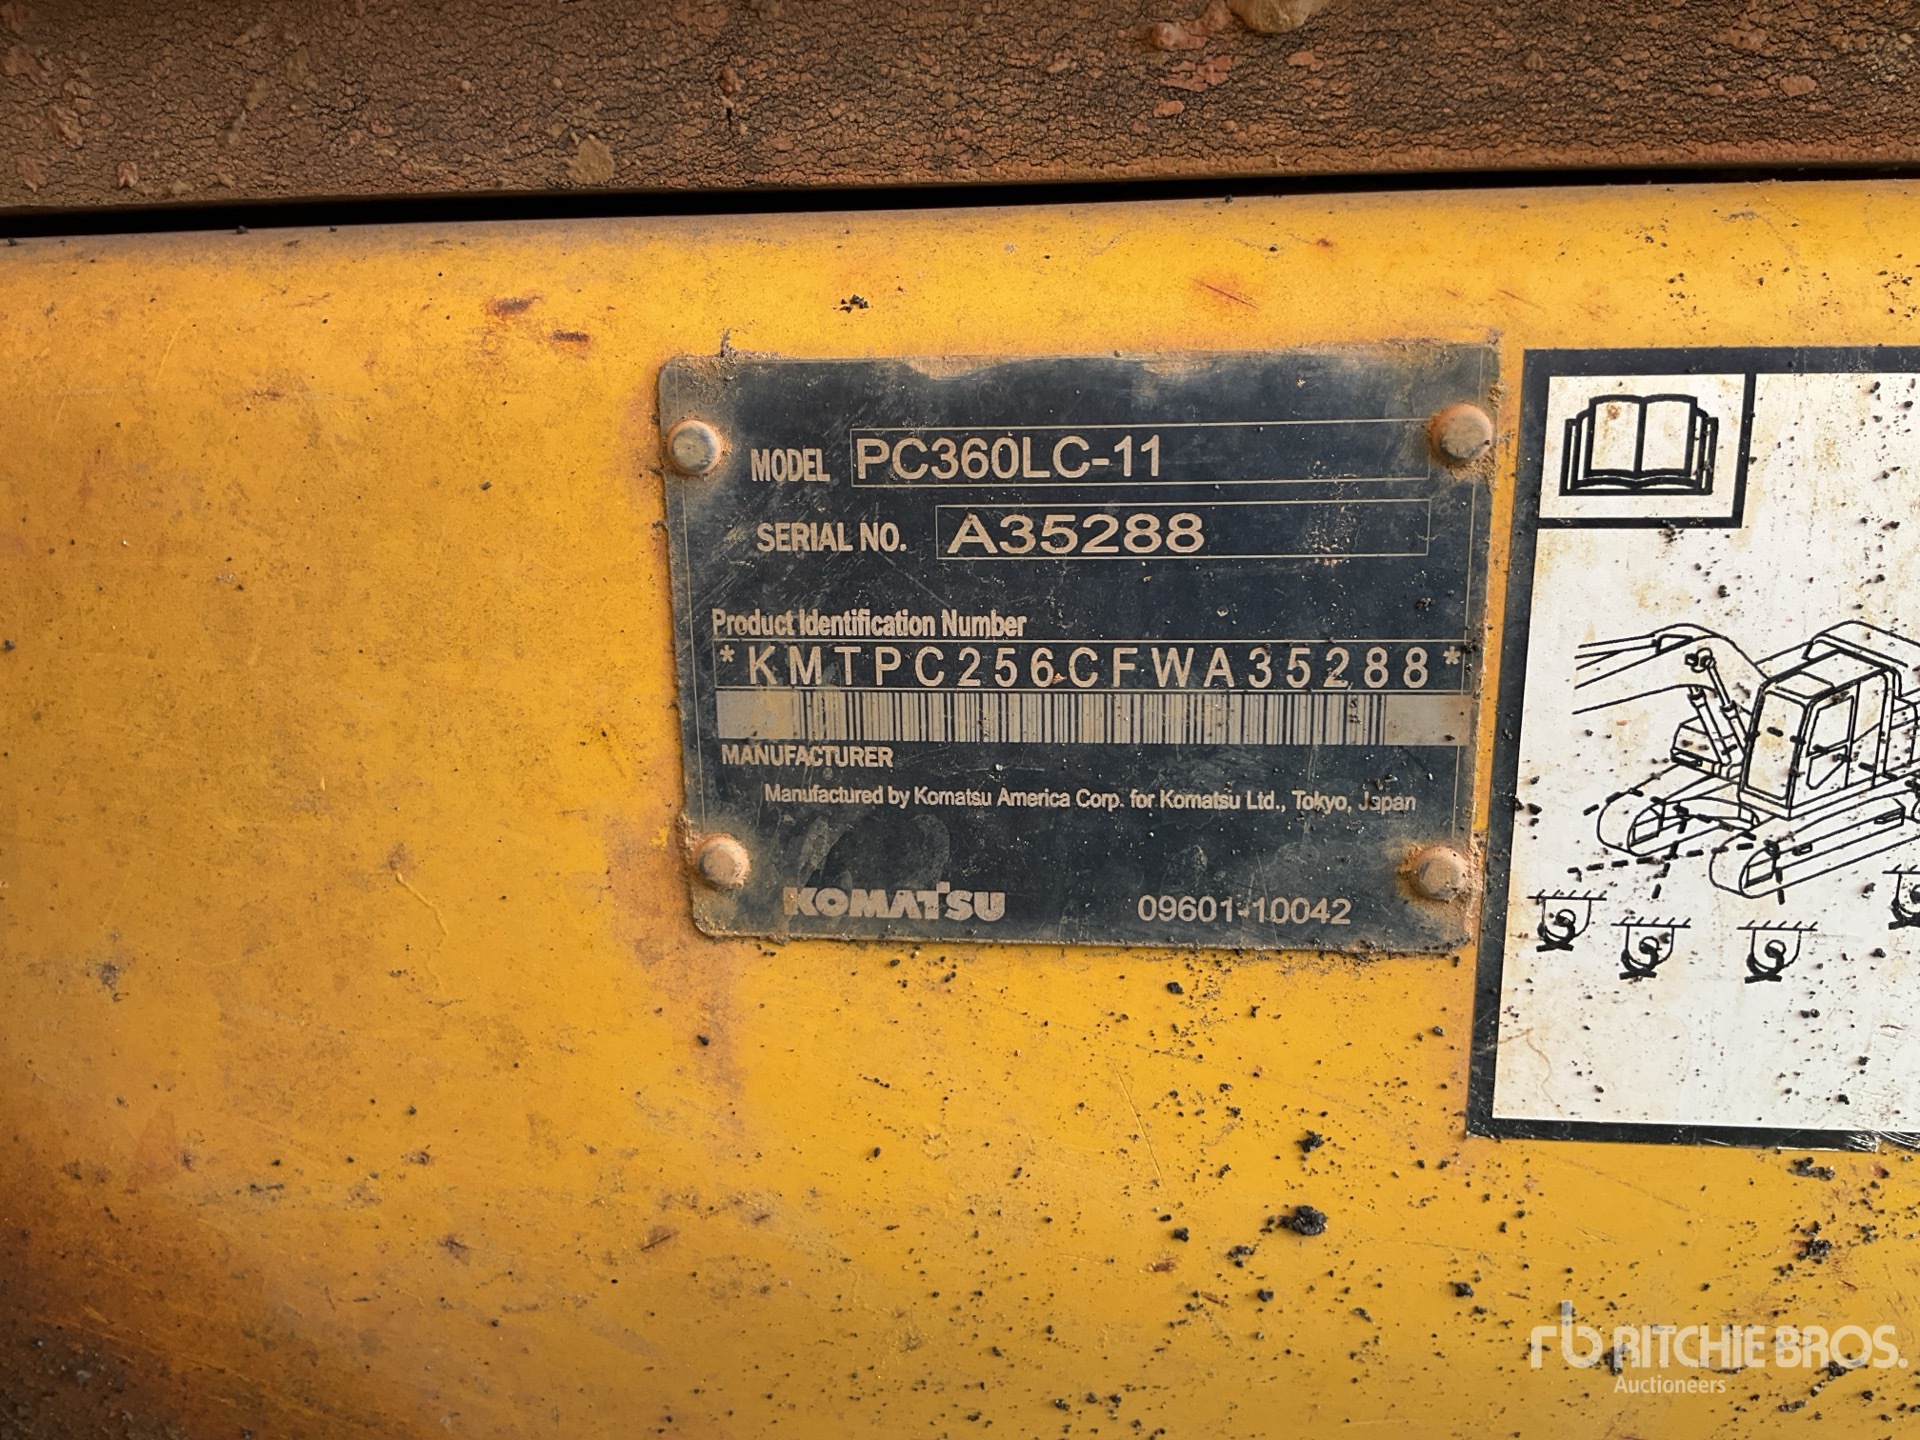 MODEL PC360LC-11
SERIAL NO. A35288
Product Identification Number
*KMTPC256CFWA35288*
MANUFACTURER
Manufactured by Komatsu America Corp. for Komatsu Ltd., Tokyo, Japan
KOMATSU 09601-10042
rb RITCHIE BROS.
Auctioneers